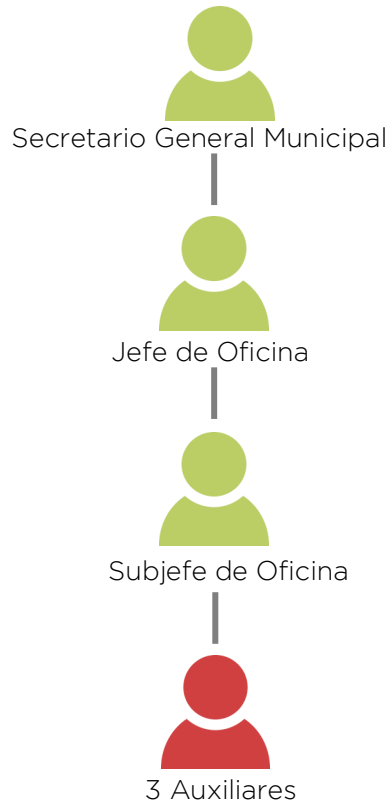 Secretario General Municipal
Jefe de Oficina
Subjefe de Oficina
3 Auxiliares